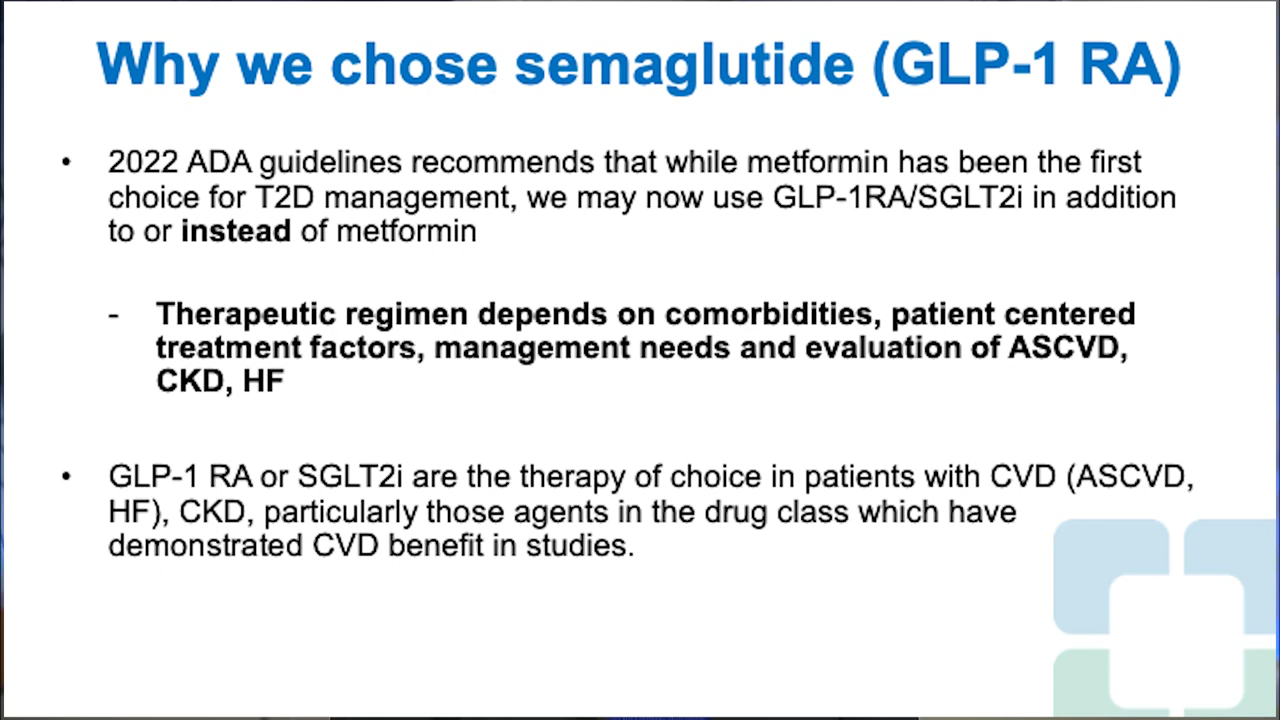 Why we chose semaglutide (GLP-1 RA)
• 2022 ADA guidelines recommends that while metformin has been the first
choice for T2D management, we may now use GLP-1RA/SGLT2i in addition
to or instead of metformin
- Therapeutic regimen depends on comorbidities, patient centered
treatment factors, management needs and evaluation of ASCVD,
CKD, HF
• GLP-1 RA or SGLT2i are the therapy of choice in patients with CVD (ASCVD,
HF), CKD, particularly those agents in the drug class which have
demonstrated CVD benefit in studies.